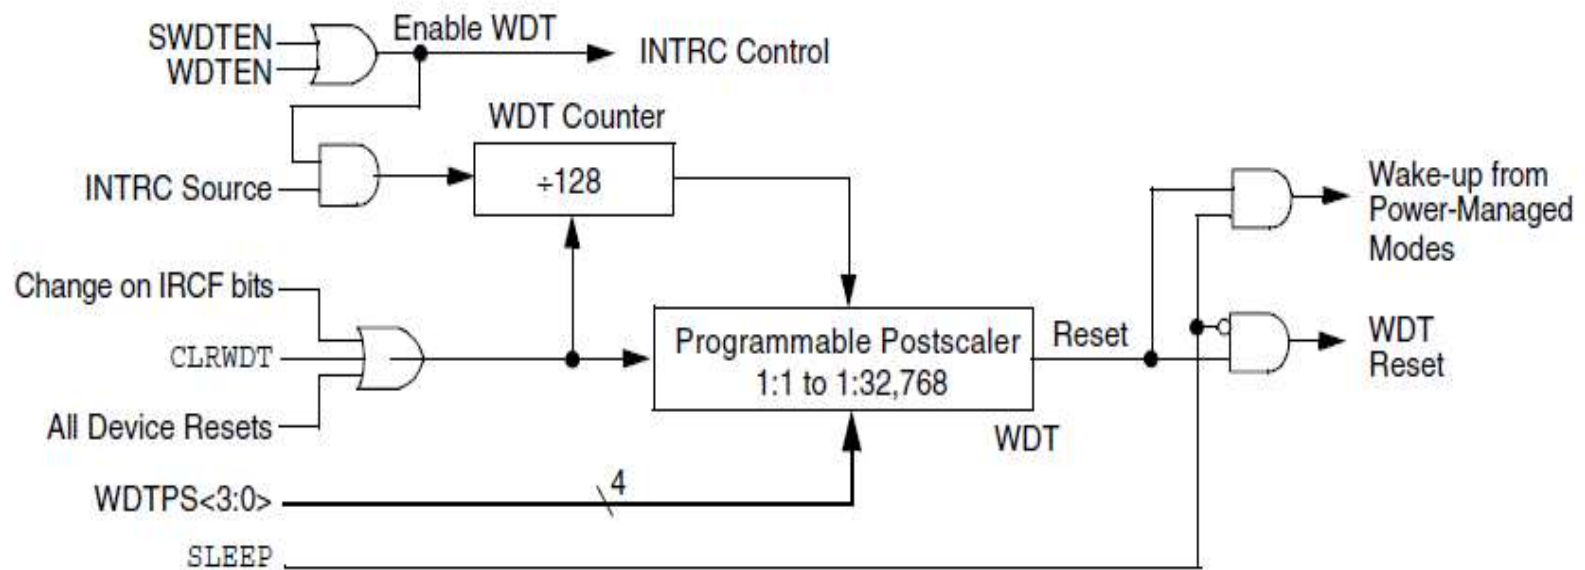 SWDTEN
WDTEN
Enable WDT
INTRC Control
WDT Counter
INTRC Source
÷128
Wake-up from
Power-Managed
Modes
Change on IRCF bits
CLRWDT
Programmable Postscaler
1:1 to 1:32,768
Reset
WDT
Reset
All Device Resets
WDT
WDTPS<3:0>
4
SLEEP